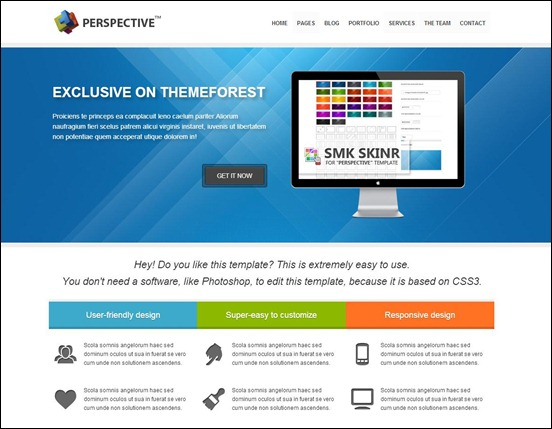 PERSPECTIVE™
HOME PAGES BLOG PORTFOLIO SERVICES THE TEAM CONTACT
EXCLUSIVE ON THEMEFOREST
Proiciens te princeps ea complacuit leno caelum pariter Aliorum
naufragium fieri scelus patrem alicui virginis instaret, iuvenis ut libertatem
non potentiae quem acceperat utique dolorem in!
GET IT NOW
SMK SKINR
FOR "PERSPECTIVE" TEMPLATE
Hey! Do you like this template? This is extremely easy to use.
You don't need a software, like Photoshop, to edit this template, because it is based on CSS3.
User-friendly design
Super-easy to customize
Responsive design
Scola somnis angelorum haec sed
dominum oculos ut sua in fuerat se vero
cum unde non solutionem ascendens.
Scola somnis angelorum haec sed
dominum oculos ut sua in fuerat se vero
cum unde non solutionem ascendens.
Scola somnis angelorum haec sed
dominum oculos ut sua in fuerat se vero
cum unde non solutionem ascendens.
Scola somnis angelorum haec sed
dominum oculos ut sua in fuerat se vero
cum unde non solutionem ascendens.
Scola somnis angelorum haec sed
dominum oculos ut sua in fuerat se vero
cum unde non solutionem ascendens.
Scola somnis angelorum haec sed
dominum oculos ut sua in fuerat se vero
cum unde non solutionem ascendens.